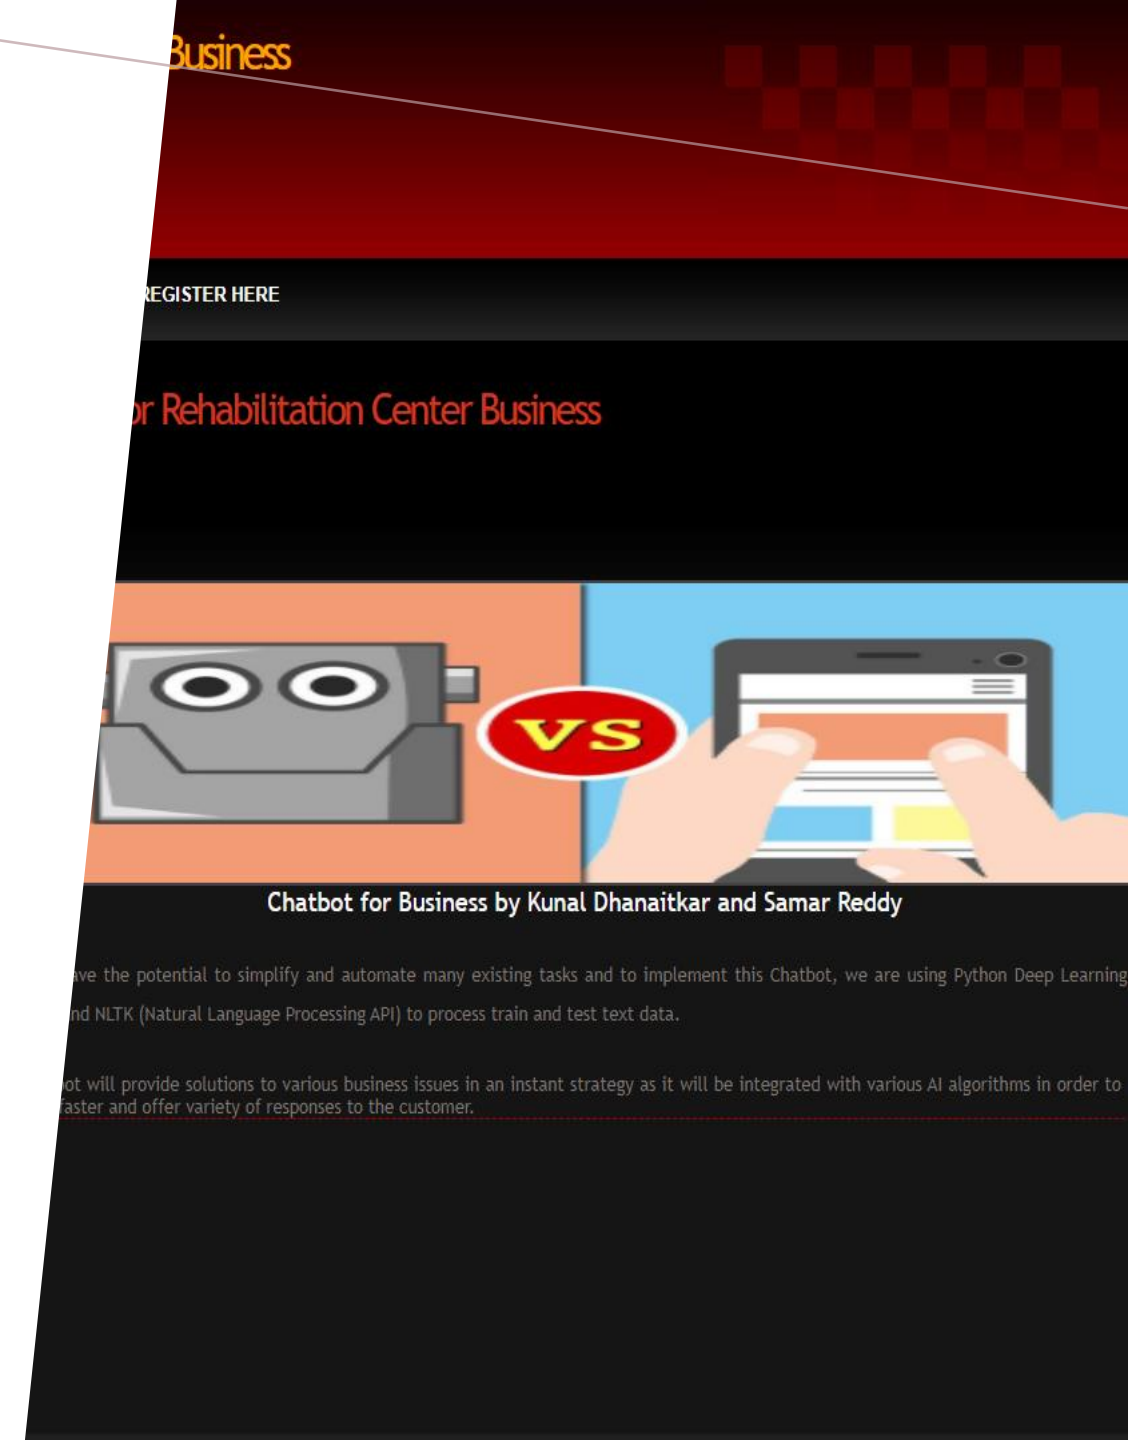 Business
REGISTER HERE
or Rehabilitation Center Business
VS
Chatbot for Business by Kunal Dhanaitkar and Samar Reddy
ave the potential to simplify and automate many existing tasks and to implement this Chatbot, we are using Python Deep Learning
nd NLTK (Natural Language Processing API) to process train and test text data.
ot will provide solutions to various business issues in an instant strategy as it will be integrated with various AI algorithms in order to
faster and offer variety of responses to the customer.